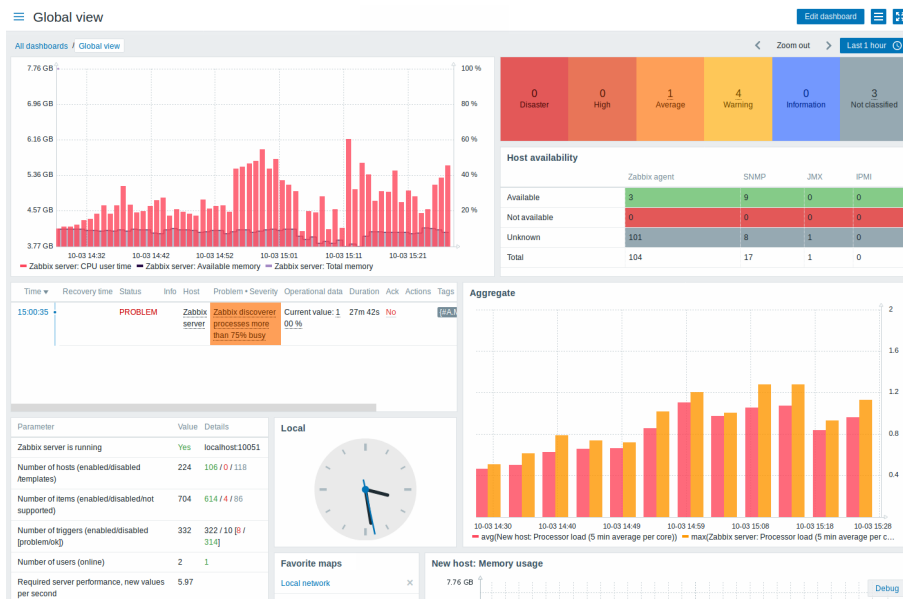 Global view
Edit dashboard
All dashboards / Global view
Zoom out
Last 1 hour
7.76 GB
6.96 GB
6.16 GB
5.36 GB
4.57 GB
3.77 GB
100 %
80 %
60 %
40 %
20 %
10-03 14:32 10-03 14:42 10-03 14:52 10-03 15:01 10-03 15:11 10-03 15:21
Zabbix server: CPU user time Zabbix server: Available memory Zabbix server: Total memory
0 0 1 4 0 3
Disaster High Average Warning Information Not classified
Host availability
Zabbix agent SNMP JMX IPMI
Available 3 9 0 0
Not available 0 0 0 0
Unknown 101 8 1 0
Total 104 17 1 0
Time Recovery time Status Info Host Problem • Severity Operational data Duration Ack Actions Tags
15:00:35 PROBLEM Zabbix Zabbix discoverer Current value: 1 27m 42s No
server processes more 00 %
than 75% busy
Aggregate
2
1.6
1.2
0.8
0.4
10-03 14:30 10-03 14:40 10-03 14:49 10-03 14:59 10-03 15:08 10-03 15:18 10-03 15:28
avg(New host: Processor load (5 min average per core)) max(Zabbix server: Processor load (5 min average per c...
Parameter Value Details
Zabbix server is running Yes localhost:10051
Number of hosts (enabled/disabled 224 106 / 0 / 118
/templates)
Number of items (enabled/disabled/not 704 614 / 4 / 86
supported)
Number of triggers (enabled/disabled 332 322 / 10 [8 /
[problem/ok]) 314]
Number of users (online) 2 1
Required server performance, new values 5.97
per second
Local
Favorite maps
Local network
New host: Memory usage
7.76 GB
Debug